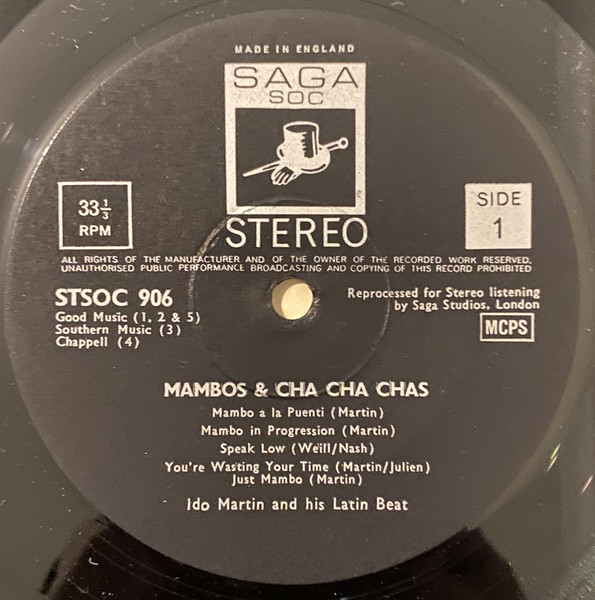 MADE IN ENGLAND
SAGA
SOC
33⅓
RPM
SIDE
1
STEREO
ALL RIGHTS OF THE MANUFACTURER AND OF THE OWNER OF THE RECORDED WORK RESERVED.
UNAUTHORISED PUBLIC PERFORMANCE BROADCASTING AND COPYING OF THIS RECORD PROHIBITED
STSOC 906
Good Music (1, 2 & 5)
Southern Music (3)
Chappell (4)
Reprocessed for Stereo listening
by Saga Studios, London
MCPS
MAMBOS & CHA CHA CHAS
Mambo a la Puenti (Martin)
Mambo in Progression (Martin)
Speak Low (Weill/Nash)
You're Wasting Your Time (Martin/Julien)
Just Mambo (Martin)
Ido Martin and his Latin Beat